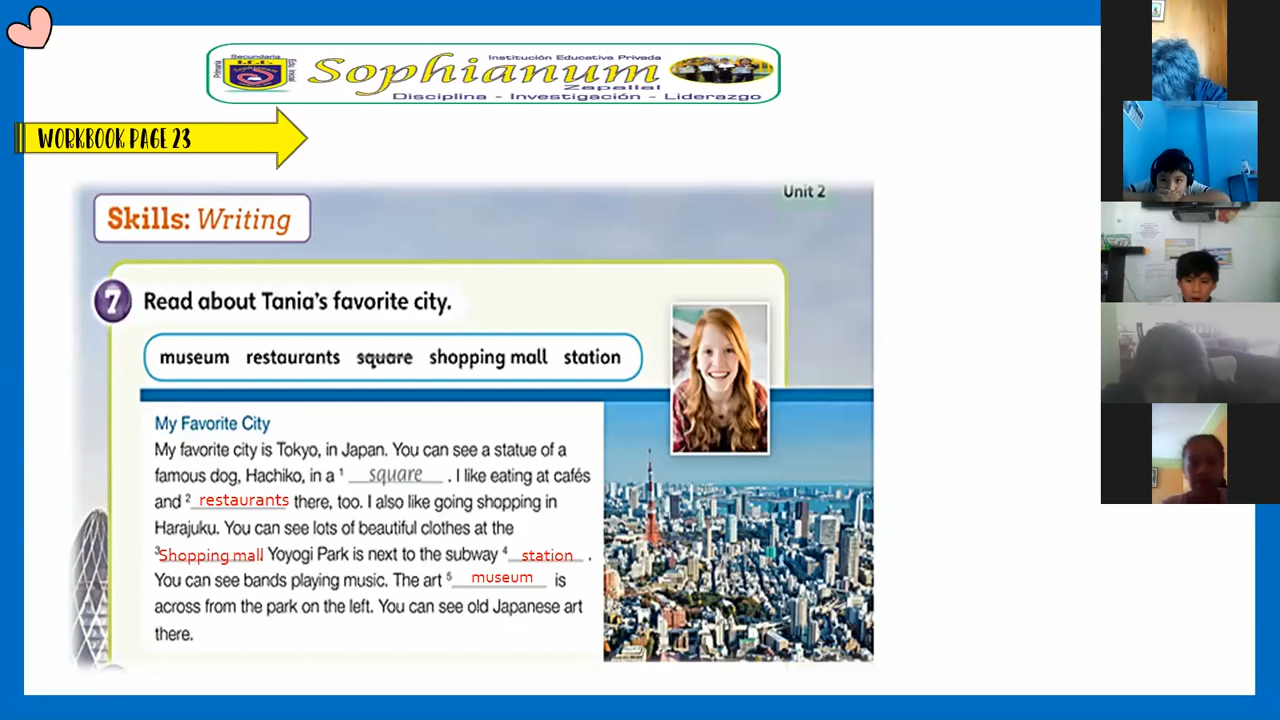 Secundaria
Primaria
Institución Educativa Privada
Sophianum
Zapallal
Disciplina - Investigación - Liderazgo
WORKBOOK PAGE 23
Unit 2
Skills: Writing
7 Read about Tania's favorite city.
museum restaurants square shopping mall station
My Favorite City
My favorite city is Tokyo, in Japan. You can see a statue of a
famous dog, Hachiko, in a 1 square . I like eating at cafés
and 2 restaurants there, too. I also like going shopping in
Harajuku. You can see lots of beautiful clothes at the
3 Shopping mall. Yoyogi Park is next to the subway 4 station .
You can see bands playing music. The art 5 museum is
across from the park on the left. You can see old Japanese art
there.